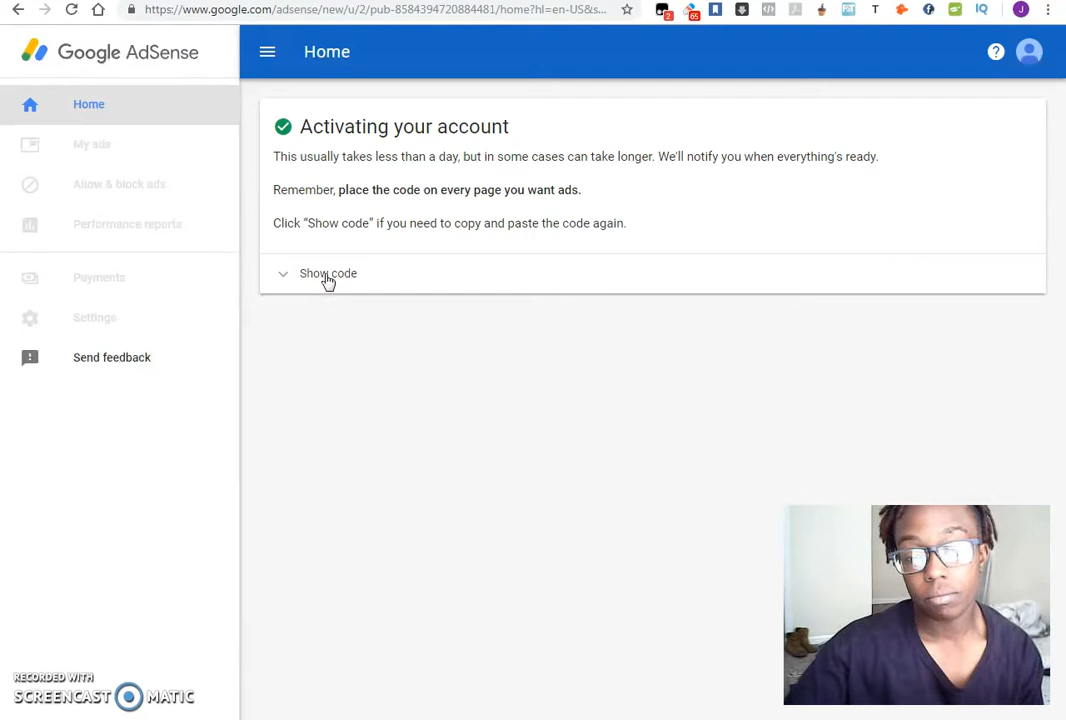 https://www.google.com/adsense/new/u/2/pub-8584394720884481/home?hl=en-US&s...
2
65
T
IQ
J
Google AdSense
Home
Home
My ads
Allow & block ads
Performance reports
Payments
Settings
Send feedback
Activating your account
This usually takes less than a day, but in some cases can take longer. We'll notify you when everything's ready.
Remember, place the code on every page you want ads.
Click “Show code” if you need to copy and paste the code again.
Show code
RECORDED WITH
SCREENCAST MATIC